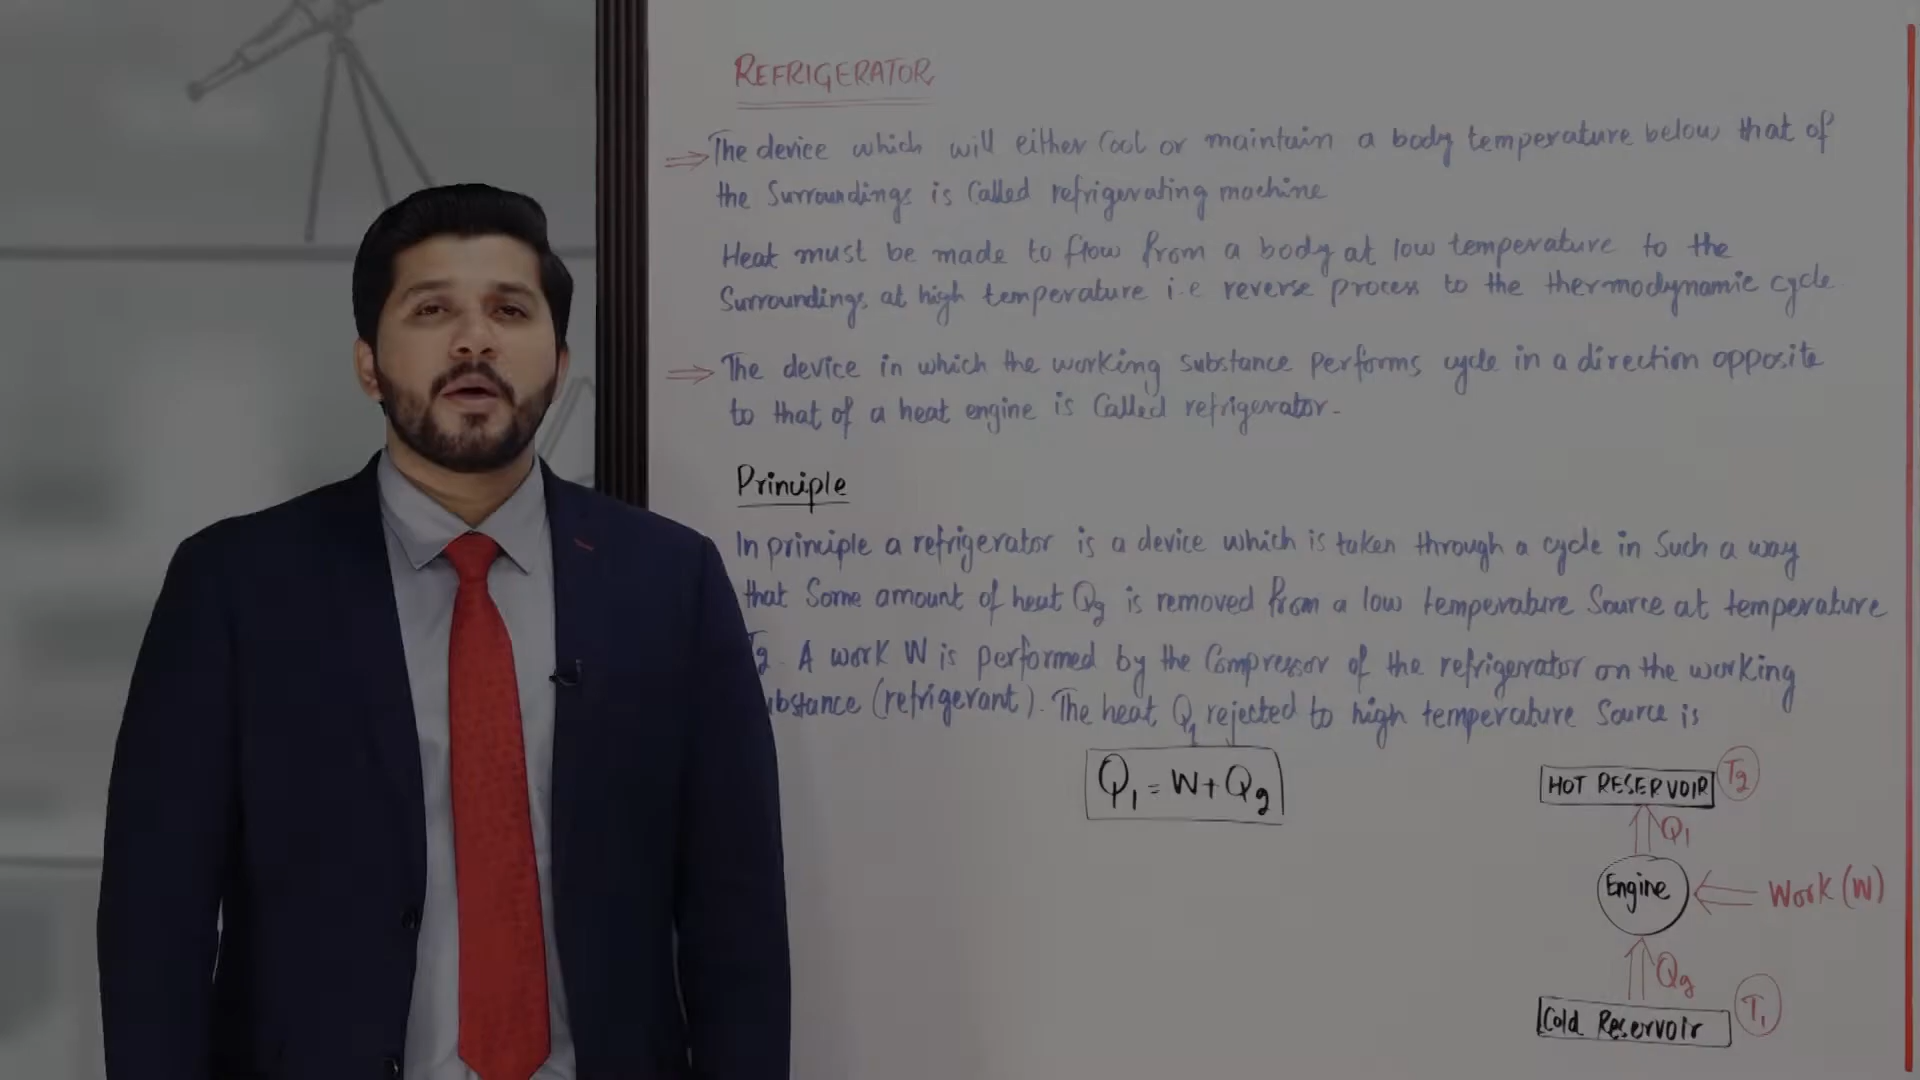 REFRIGERATOR
⇒ The device which will either Cool or maintain a body temperature below that of
the Surroundings is Called refrigerating machine
Heat must be made to flow from a body at low temperature to the
Surroundings at high temperature i.e reverse process to the thermodynamic cycle
⇒ The device in which the working substance performs cycle in a direction opposite
to that of a heat engine is Called refrigerator.
Principle
In principle a refrigerator is a device which is taken through a cycle in Such a way
that Some amount of heat Q2 is removed from a low temperature Source at temperature
T2. A work W is performed by the Compressor of the refrigerator on the working
ubstance (refrigerant). The heat Q1 rejected to high temperature Source is
Q1 = W + Q2
HOT RESERVOIR T2
Q1
Engine
Work (W)
Q2
Cold Reservoir T1